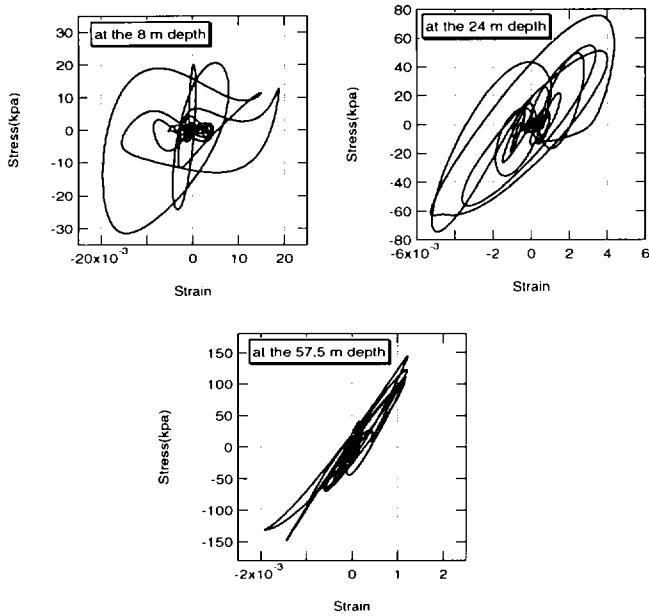 at the 8 m depth
Stress(kpa)
30
20
10
0
-10
-20
-30
-20x10-3
0
10
20
Strain
at the 24 m depth
Stress(kPa)
80
60
40
20
0
-20
-40
-60
-80
-6x10-3
-2
0
2
4
6
Strain
at the 57.5 m depth
Stress(kpa)
150
100
50
0
-50
-100
-150
-2x10-3
0
1
2
Strain